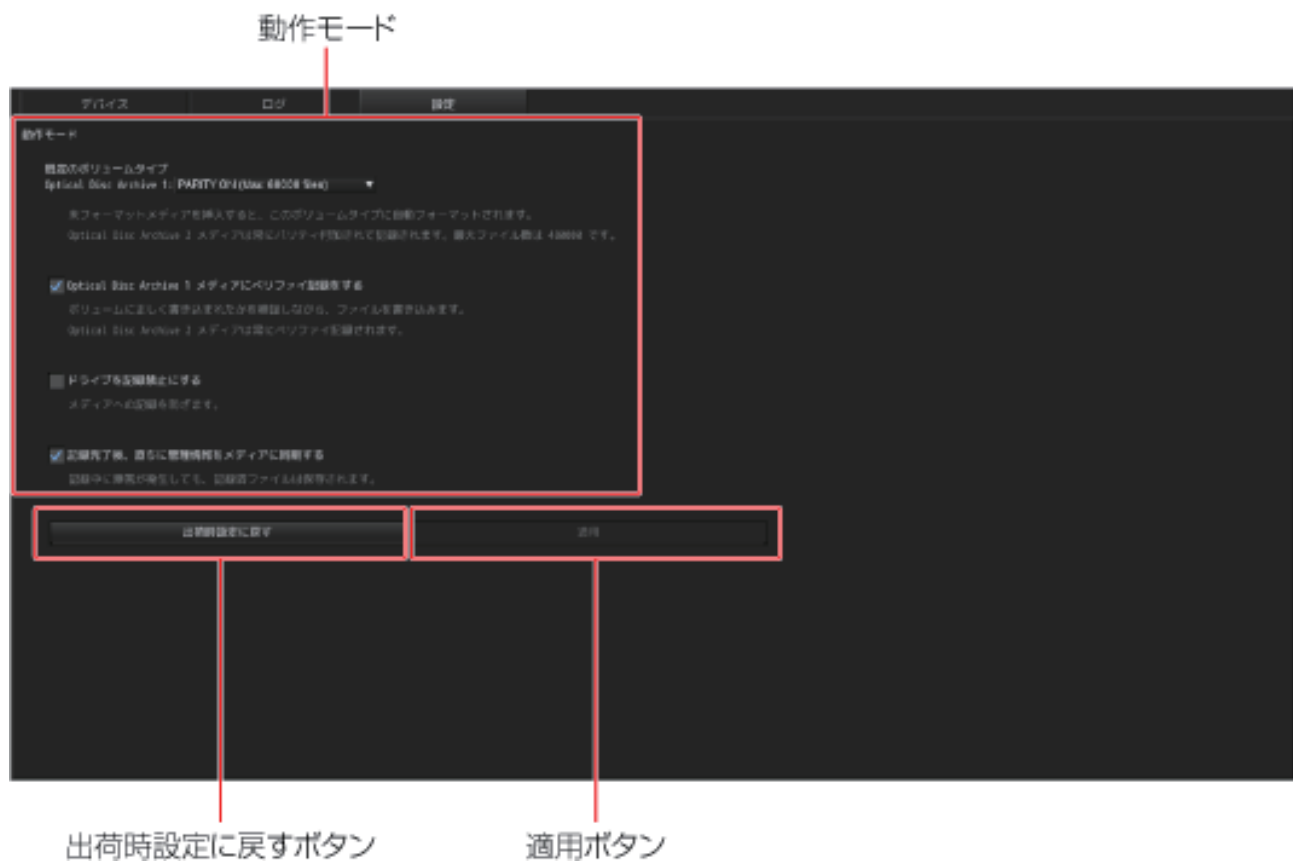 動作モード
デバイス ログ 設定
動作モード
既定のボリュームタイプ
Optical Disc Archive 1: PARITY ON (Max 60000 files)
未フォーマットメディアを挿入すると、このボリュームタイプに自動フォーマットされます。
Optical Disc Archive 2 メディアは常にパリティ付加されて記録されます。最大ファイル数は 400000 です。
Optical Disc Archive 1 メディアにベリファイ記録をする
ボリュームに正しく書き込まれたかを確認しながら、ファイルを書き込みます。
Optical Disc Archive 2 メディアは常にベリファイ記録されます。
ドライブを記録禁止にする
メディアへの記録を防ぎます。
記録完了後、直ちに管理情報をメディアに同期する
記録中に障害が発生しても、記録済ファイルは保存されます。
出荷時設定に戻す 適用
出荷時設定に戻すボタン 適用ボタン